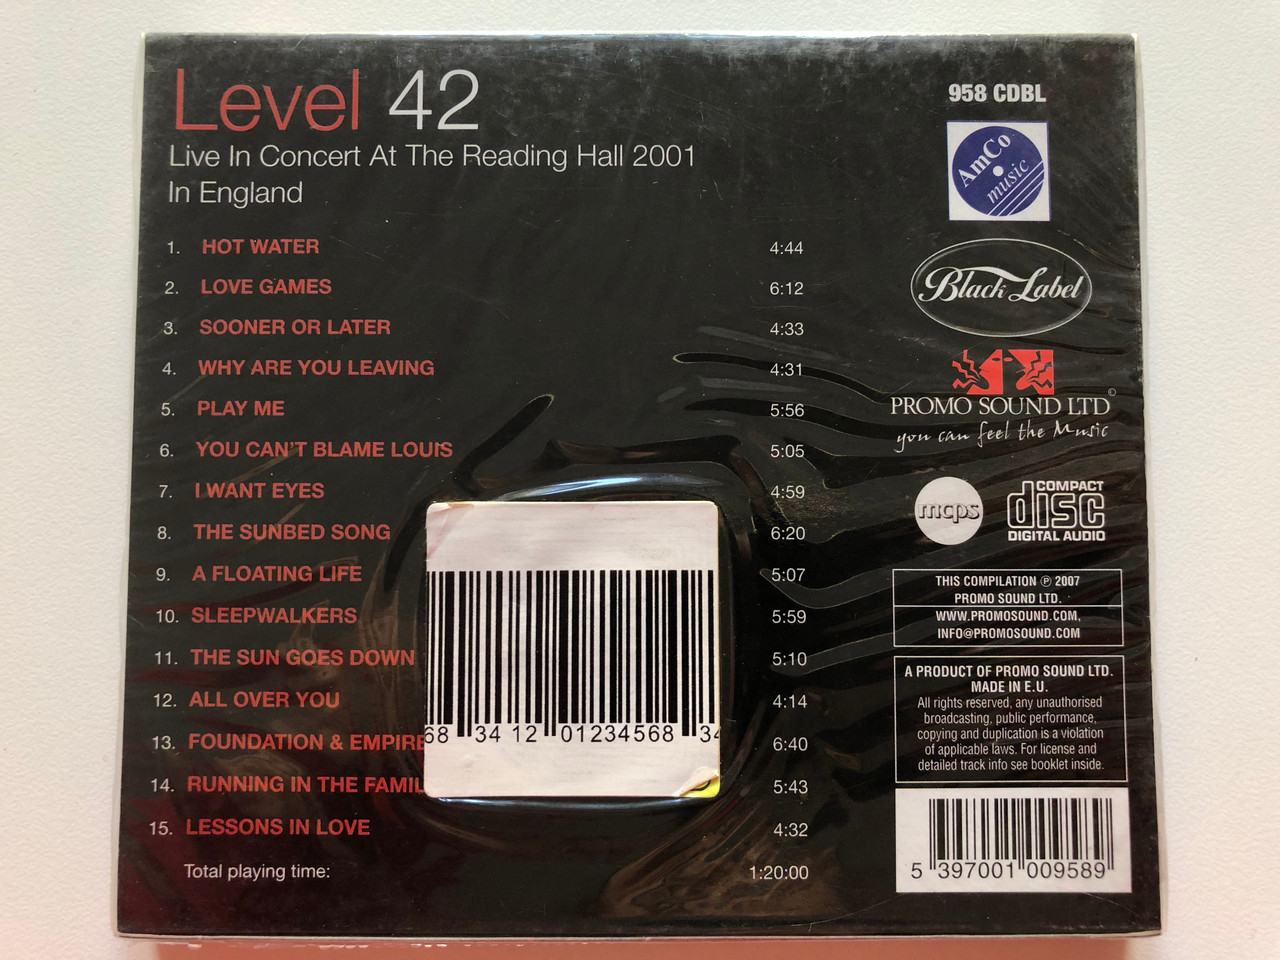 Level 42
Live In Concert At The Reading Hall 2001
In England
1. HOT WATER 4:44
2. LOVE GAMES 6:12
3. SOONER OR LATER 4:33
4. WHY ARE YOU LEAVING 4:31
5. PLAY ME 5:56
6. YOU CAN'T BLAME LOUIS 5:05
7. I WANT EYES 4:59
8. THE SUNBED SONG 6:20
9. A FLOATING LIFE 5:07
10. SLEEPWALKERS 5:59
11. THE SUN GOES DOWN 5:10
12. ALL OVER YOU 4:14
13. FOUNDATION & EMPIRE 6:40
14. RUNNING IN THE FAMIL 5:43
15. LESSONS IN LOVE 4:32
Total playing time: 1:20:00
68 34 12 01234568 34
958 CDBL
AmCo
music
Black Label
PROMO SOUND LTD ©
you can feel the Music
mcps
COMPACT
disc
DIGITAL AUDIO
THIS COMPILATION ℗ 2007
PROMO SOUND LTD.
WWW.PROMOSOUND.COM,
INFO@PROMOSOUND.COM
A PRODUCT OF PROMO SOUND LTD.
MADE IN E.U.
All rights reserved, any unauthorised
broadcasting, public performance,
copying and duplication is a violation
of applicable laws. For license and
detailed track info see booklet inside.
5 397001 009589